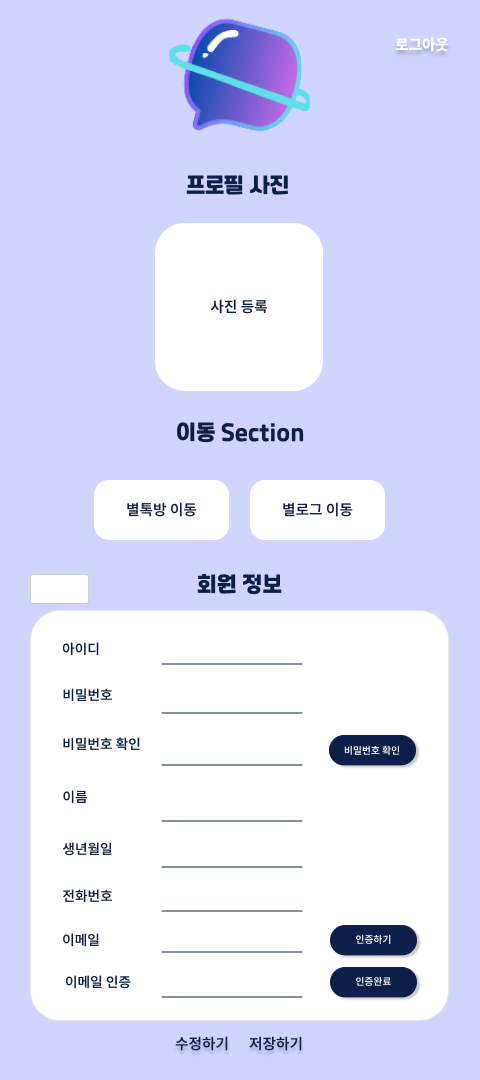 로그아웃
프로필 사진
사진 등록
이동 Section
별톡방 이동 별로그 이동
회원 정보
아이디
비밀번호
비밀번호 확인 비밀번호 확인
이름
생년월일
전화번호
이메일 인증하기
이메일 인증 인증완료
수정하기 저장하기